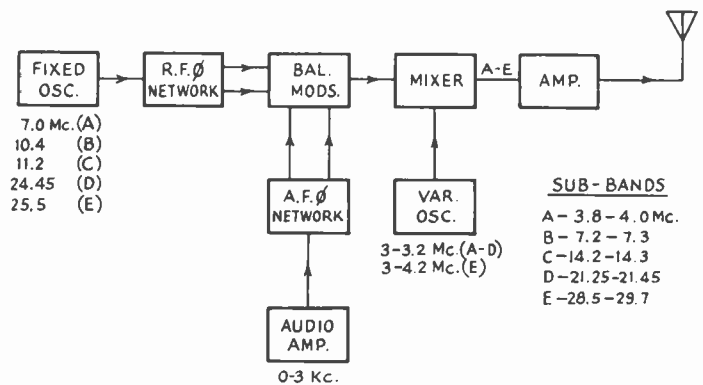 FIXED
OSC.
R.F.Ø
NETWORK
BAL.
MODS.
MIXER
A-E
AMP.
7.0 Mc.(A)
10.4 (B)
11.2 (C)
24.45 (D)
25.5 (E)
A.F.Ø
NETWORK
VAR.
OSC.
3-3.2 Mc.(A-D)
3-4.2 Mc.(E)
AUDIO
AMP.
0-3 Kc.
SUB-BANDS
A-3.8-4.0 Mc.
B-7.2-7.3
C-14.2-14.3
D-21.25-21.45
E-28.5-29.7